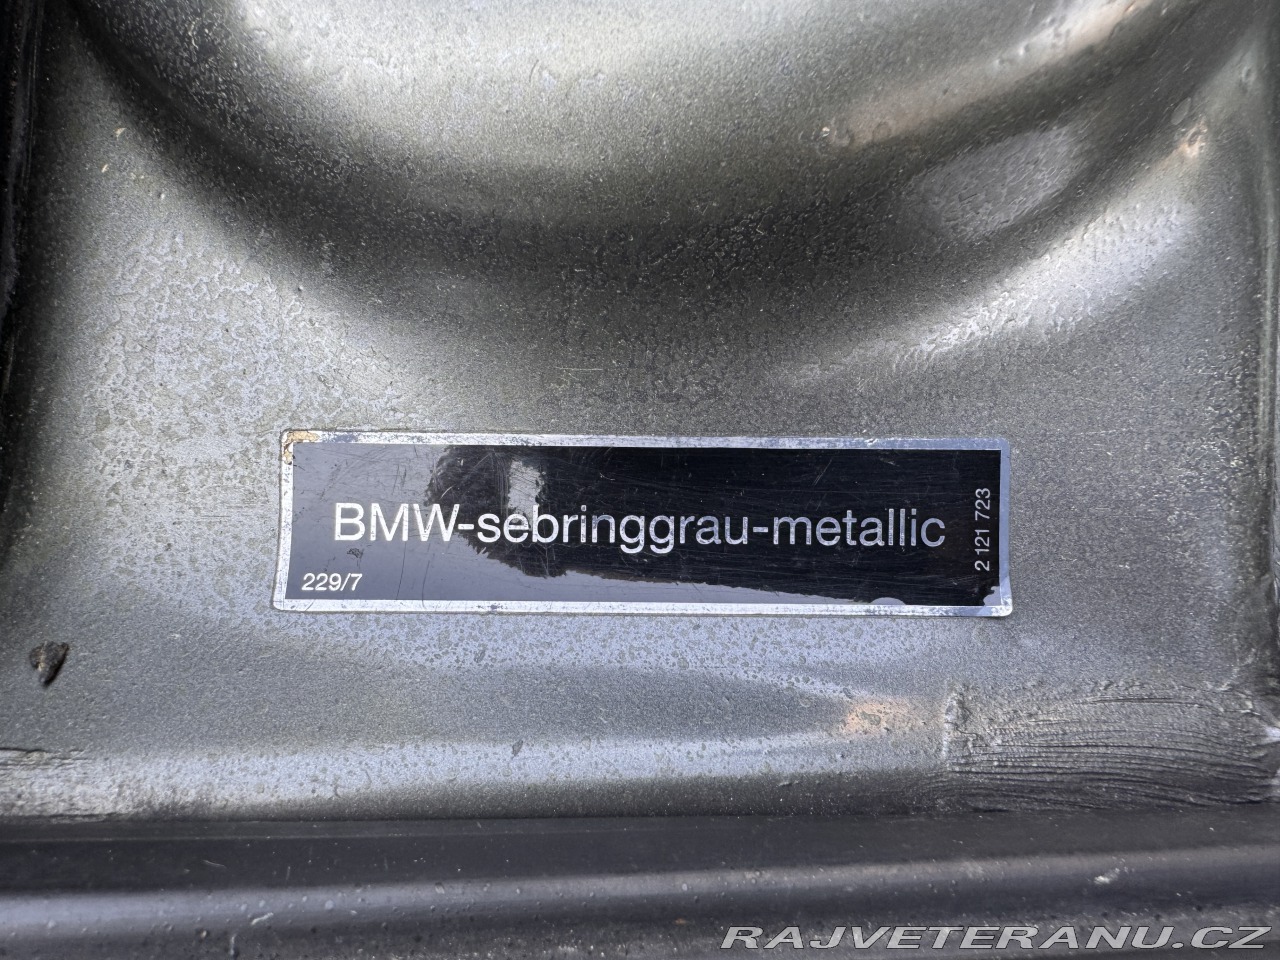 BMW-sebringgrau-metallic
229/7
2 121 723
RAJVETERANU.CZ